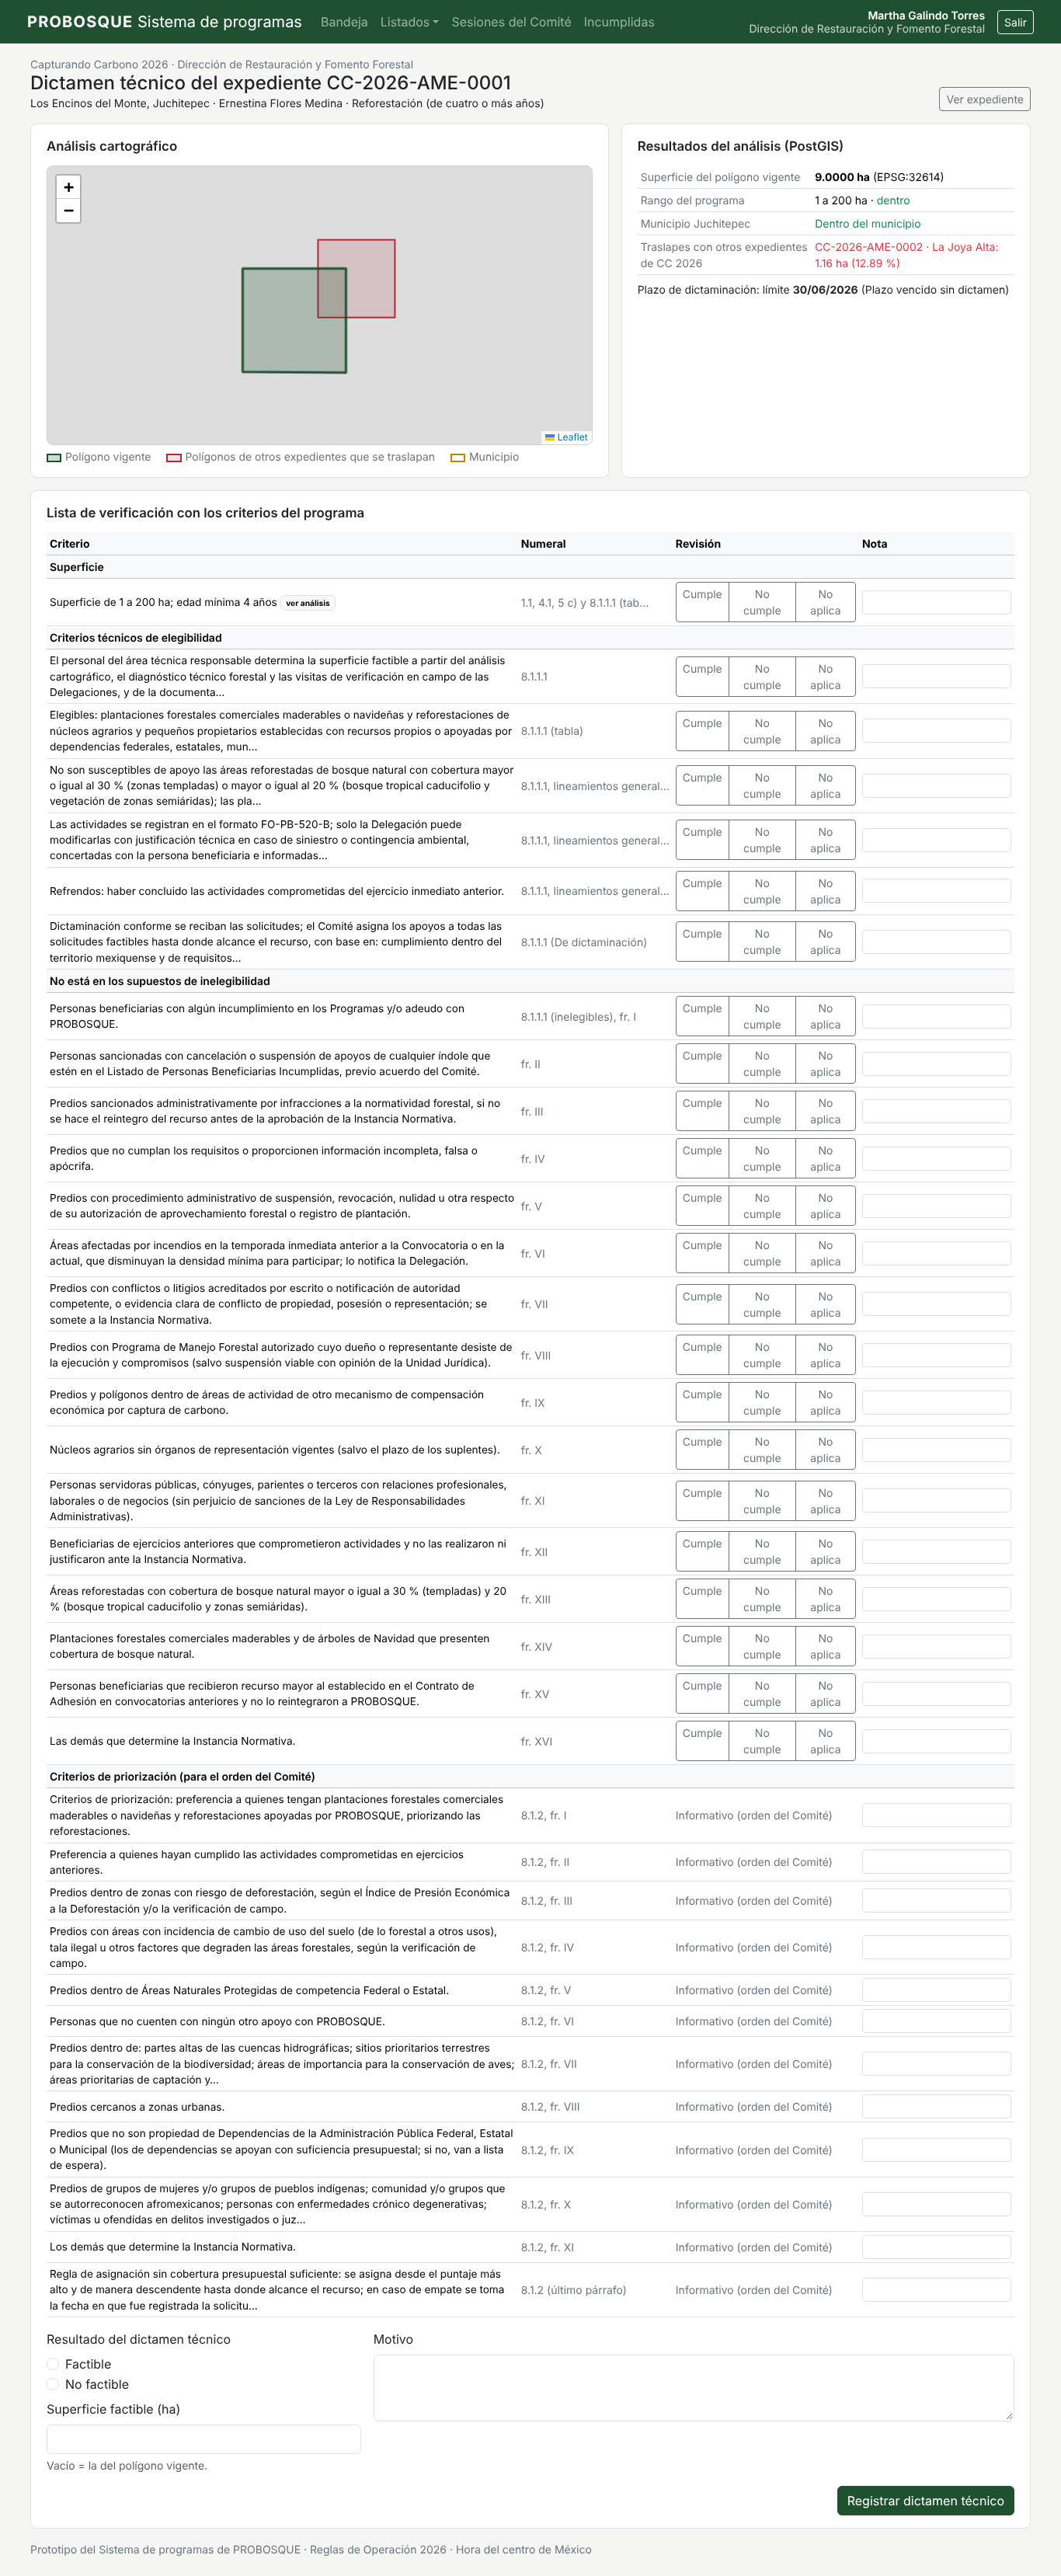 PROBOSQUE Sistema de programas Bandeja Listados Sesiones del Comité Incumplidas Martha Galindo Torres
Dirección de Restauración y Fomento Forestal Salir
Capturando Carbono 2026 · Dirección de Restauración y Fomento Forestal
Dictamen técnico del expediente CC-2026-AME-0001
Los Encinos del Monte, Juchitepec · Ernestina Flores Medina · Reforestación (de cuatro o más años) Ver expediente
Análisis cartográfico
+
−
Leaflet
Polígono vigente Polígonos de otros expedientes que se traslapan Municipio
Resultados del análisis (PostGIS)
Superficie del polígono vigente 9.0000 ha (EPSG:32614)
Rango del programa 1 a 200 ha · dentro
Municipio Juchitepec Dentro del municipio
Traslapes con otros expedientes CC-2026-AME-0002 · La Joya Alta:
de CC 2026 1.16 ha (12.89 %)
Plazo de dictaminación: límite 30/06/2026 (Plazo vencido sin dictamen)
Lista de verificación con los criterios del programa
Criterio Numeral Revisión Nota
Superficie
Superficie de 1 a 200 ha; edad mínima 4 años ver análisis 1.1, 4.1, 5 c) y 8.1.1.1 (tab... Cumple No cumple No aplica
Criterios técnicos de elegibilidad
El personal del área técnica responsable determina la superficie factible a partir del análisis
cartográfico, el diagnóstico técnico forestal y las visitas de verificación en campo de las
Delegaciones, y de la documenta... 8.1.1.1 Cumple No cumple No aplica
Elegibles: plantaciones forestales comerciales maderables o navideñas y reforestaciones de
núcleos agrarios y pequeños propietarios establecidas con recursos propios o apoyadas por
dependencias federales, estatales, mun... 8.1.1.1 (tabla) Cumple No cumple No aplica
No son susceptibles de apoyo las áreas reforestadas de bosque natural con cobertura mayor
o igual al 30 % (zonas templadas) o mayor o igual al 20 % (bosque tropical caducifolio y
vegetación de zonas semiáridas); las pla... 8.1.1.1, lineamientos general... Cumple No cumple No aplica
Las actividades se registran en el formato FO-PB-520-B; solo la Delegación puede
modificarlas con justificación técnica en caso de siniestro o contingencia ambiental,
concertadas con la persona beneficiaria e informadas... 8.1.1.1, lineamientos general... Cumple No cumple No aplica
Refrendos: haber concluido las actividades comprometidas del ejercicio inmediato anterior. 8.1.1.1, lineamientos general... Cumple No cumple No aplica
Dictaminación conforme se reciban las solicitudes; el Comité asigna los apoyos a todas las
solicitudes factibles hasta donde alcance el recurso, con base en: cumplimiento dentro del
territorio mexiquense y de requisitos... 8.1.1.1 (De dictaminación) Cumple No cumple No aplica
No está en los supuestos de inelegibilidad
Personas beneficiarias con algún incumplimiento en los Programas y/o adeudo con
PROBOSQUE. 8.1.1.1 (inelegibles), fr. I Cumple No cumple No aplica
Personas sancionadas con cancelación o suspensión de apoyos de cualquier índole que
estén en el Listado de Personas Beneficiarias Incumplidas, previo acuerdo del Comité. fr. II Cumple No cumple No aplica
Predios sancionados administrativamente por infracciones a la normatividad forestal, si no
se hace el reintegro del recurso antes de la aprobación de la Instancia Normativa. fr. III Cumple No cumple No aplica
Predios que no cumplan los requisitos o proporcionen información incompleta, falsa o
apócrifa. fr. IV Cumple No cumple No aplica
Predios con procedimiento administrativo de suspensión, revocación, nulidad u otra respecto
de su autorización de aprovechamiento forestal o registro de plantación. fr. V Cumple No cumple No aplica
Áreas afectadas por incendios en la temporada inmediata anterior a la Convocatoria o en la
actual, que disminuyan la densidad mínima para participar; lo notifica la Delegación. fr. VI Cumple No cumple No aplica
Predios con conflictos o litigios acreditados por escrito o notificación de autoridad
competente, o evidencia clara de conflicto de propiedad, posesión o representación; se
somete a la Instancia Normativa. fr. VII Cumple No cumple No aplica
Predios con Programa de Manejo Forestal autorizado cuyo dueño o representante desiste de
la ejecución y compromisos (salvo suspensión viable con opinión de la Unidad Jurídica). fr. VIII Cumple No cumple No aplica
Predios y polígonos dentro de áreas de actividad de otro mecanismo de compensación
económica por captura de carbono. fr. IX Cumple No cumple No aplica
Núcleos agrarios sin órganos de representación vigentes (salvo el plazo de los suplentes). fr. X Cumple No cumple No aplica
Personas servidoras públicas, cónyuges, parientes o terceros con relaciones profesionales,
laborales o de negocios (sin perjuicio de sanciones de la Ley de Responsabilidades
Administrativas). fr. XI Cumple No cumple No aplica
Beneficiarias de ejercicios anteriores que comprometieron actividades y no las realizaron ni
justificaron ante la Instancia Normativa. fr. XII Cumple No cumple No aplica
Áreas reforestadas con cobertura de bosque natural mayor o igual a 30 % (templadas) y 20
% (bosque tropical caducifolio y zonas semiáridas). fr. XIII Cumple No cumple No aplica
Plantaciones forestales comerciales maderables y de árboles de Navidad que presenten
cobertura de bosque natural. fr. XIV Cumple No cumple No aplica
Personas beneficiarias que recibieron recurso mayor al establecido en el Contrato de
Adhesión en convocatorias anteriores y no lo reintegraron a PROBOSQUE. fr. XV Cumple No cumple No aplica
Las demás que determine la Instancia Normativa. fr. XVI Cumple No cumple No aplica
Criterios de priorización (para el orden del Comité)
Criterios de priorización: preferencia a quienes tengan plantaciones forestales comerciales
maderables o navideñas y reforestaciones apoyadas por PROBOSQUE, priorizando las
reforestaciones. 8.1.2, fr. I Informativo (orden del Comité)
Preferencia a quienes hayan cumplido las actividades comprometidas en ejercicios
anteriores. 8.1.2, fr. II Informativo (orden del Comité)
Predios dentro de zonas con riesgo de deforestación, según el Índice de Presión Económica
a la Deforestación y/o la verificación de campo. 8.1.2, fr. III Informativo (orden del Comité)
Predios con áreas con incidencia de cambio de uso del suelo (de lo forestal a otros usos),
tala ilegal u otros factores que degraden las áreas forestales, según la verificación de
campo. 8.1.2, fr. IV Informativo (orden del Comité)
Predios dentro de Áreas Naturales Protegidas de competencia Federal o Estatal. 8.1.2, fr. V Informativo (orden del Comité)
Personas que no cuenten con ningún otro apoyo con PROBOSQUE. 8.1.2, fr. VI Informativo (orden del Comité)
Predios dentro de: partes altas de las cuencas hidrográficas; sitios prioritarios terrestres
para la conservación de la biodiversidad; áreas de importancia para la conservación de aves;
áreas prioritarias de captación y... 8.1.2, fr. VII Informativo (orden del Comité)
Predios cercanos a zonas urbanas. 8.1.2, fr. VIII Informativo (orden del Comité)
Predios que no son propiedad de Dependencias de la Administración Pública Federal, Estatal
o Municipal (los de dependencias se apoyan con suficiencia presupuestal; si no, van a lista
de espera). 8.1.2, fr. IX Informativo (orden del Comité)
Predios de grupos de mujeres y/o grupos de pueblos indígenas; comunidad y/o grupos que
se autorreconocen afromexicanos; personas con enfermedades crónico degenerativas;
víctimas u ofendidas en delitos investigados o juz... 8.1.2, fr. X Informativo (orden del Comité)
Los demás que determine la Instancia Normativa. 8.1.2, fr. XI Informativo (orden del Comité)
Regla de asignación sin cobertura presupuestal suficiente: se asigna desde el puntaje más
alto y de manera descendente hasta donde alcance el recurso; en caso de empate se toma
la fecha en que fue registrada la solicitu... 8.1.2 (último párrafo) Informativo (orden del Comité)
Resultado del dictamen técnico Motivo
Factible
No factible
Superficie factible (ha)
Vacío = la del polígono vigente.
Registrar dictamen técnico
Prototipo del Sistema de programas de PROBOSQUE · Reglas de Operación 2026 · Hora del centro de México